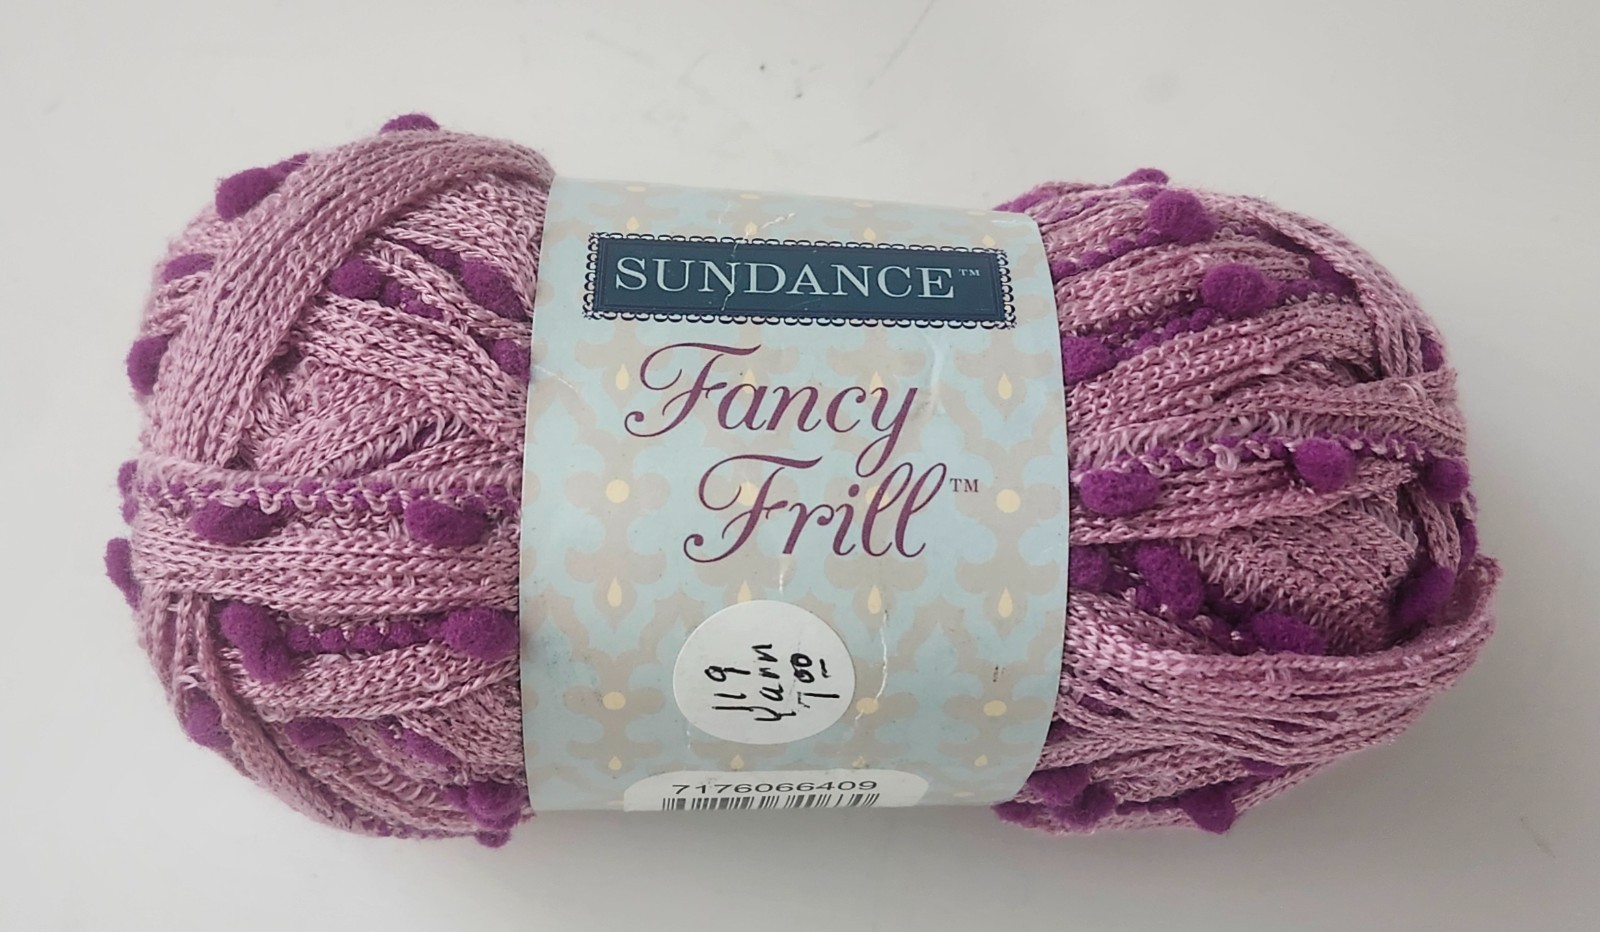 SUNDANCE™
Fancy
Frill™
119
Yarn
1.00
7176066409